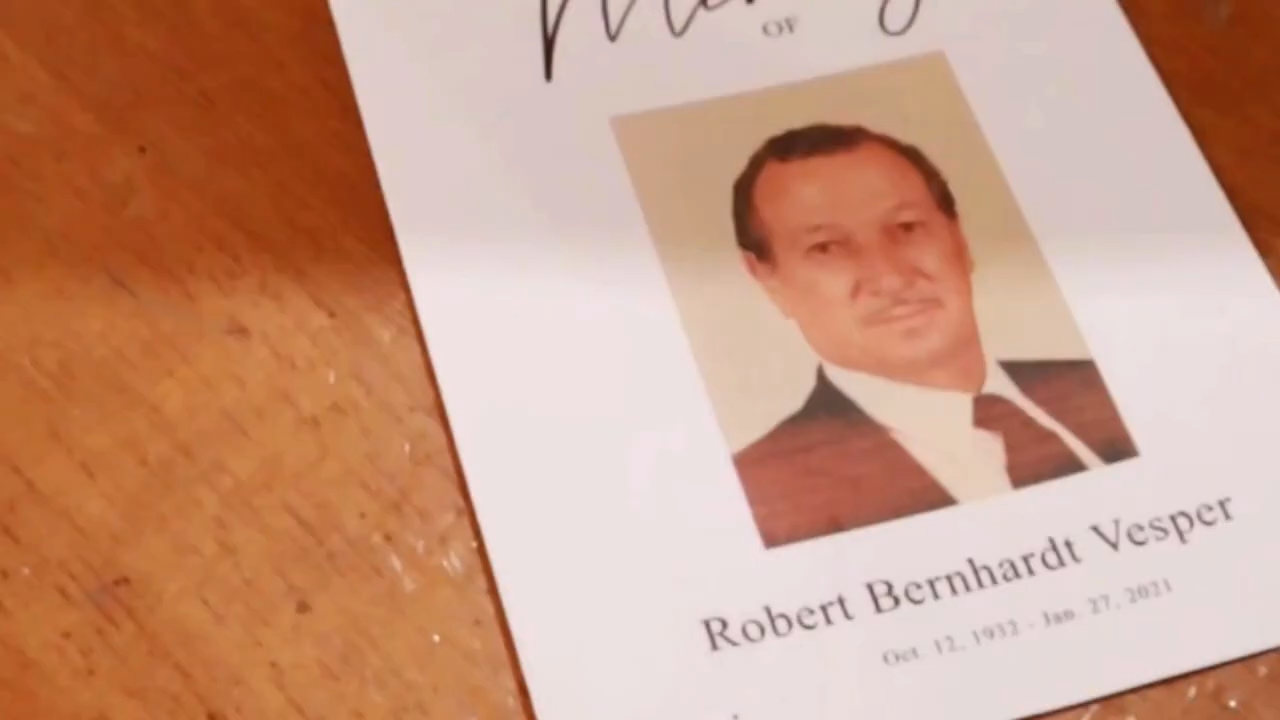 OF
Robert Bernhardt Vesper
Oct. 12, 1932 - Jan. 27, 2021